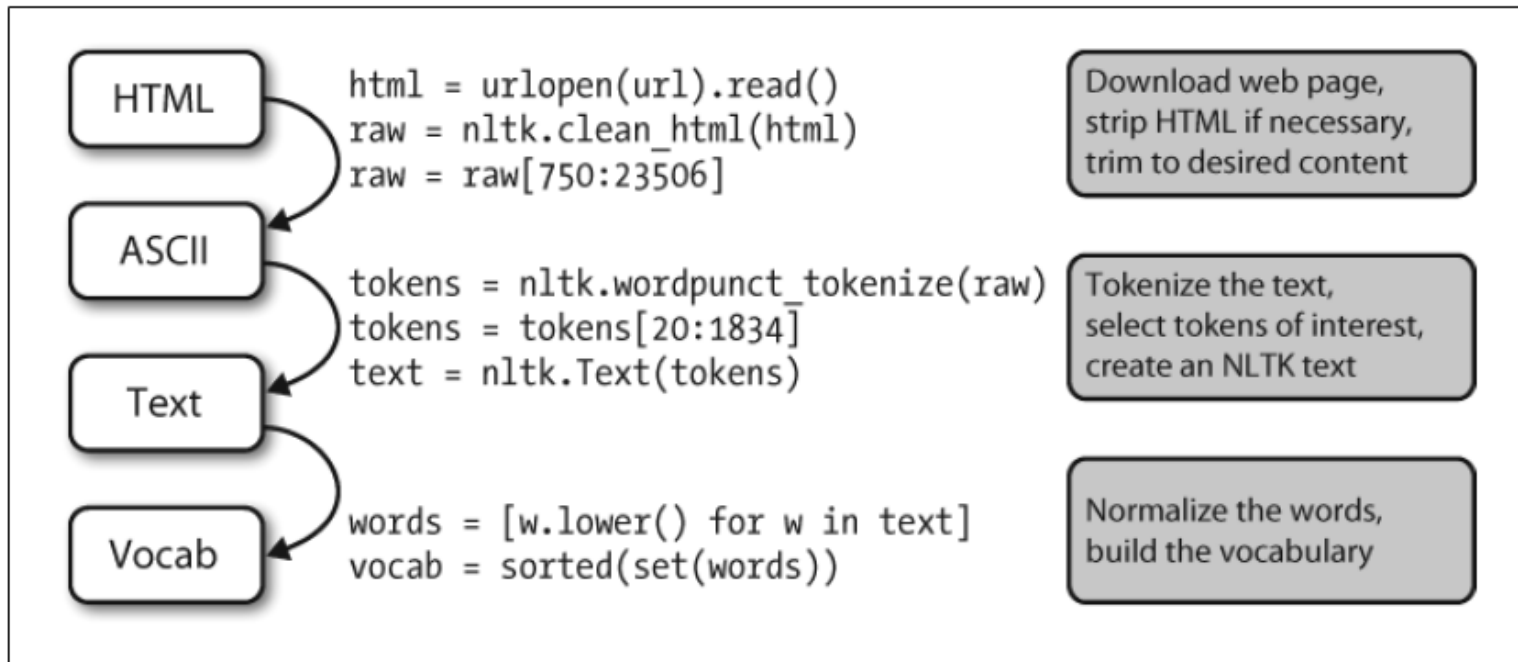 HTML
html = urlopen(url).read()
raw = nltk.clean_html(html)
raw = raw[750:23506]
Download web page,
strip HTML if necessary,
trim to desired content
ASCII
tokens = nltk.wordpunct_tokenize(raw)
tokens = tokens[20:1834]
text = nltk.Text(tokens)
Tokenize the text,
select tokens of interest,
create an NLTK text
Text
words = [w.lower() for w in text]
vocab = sorted(set(words))
Normalize the words,
build the vocabulary
Vocab